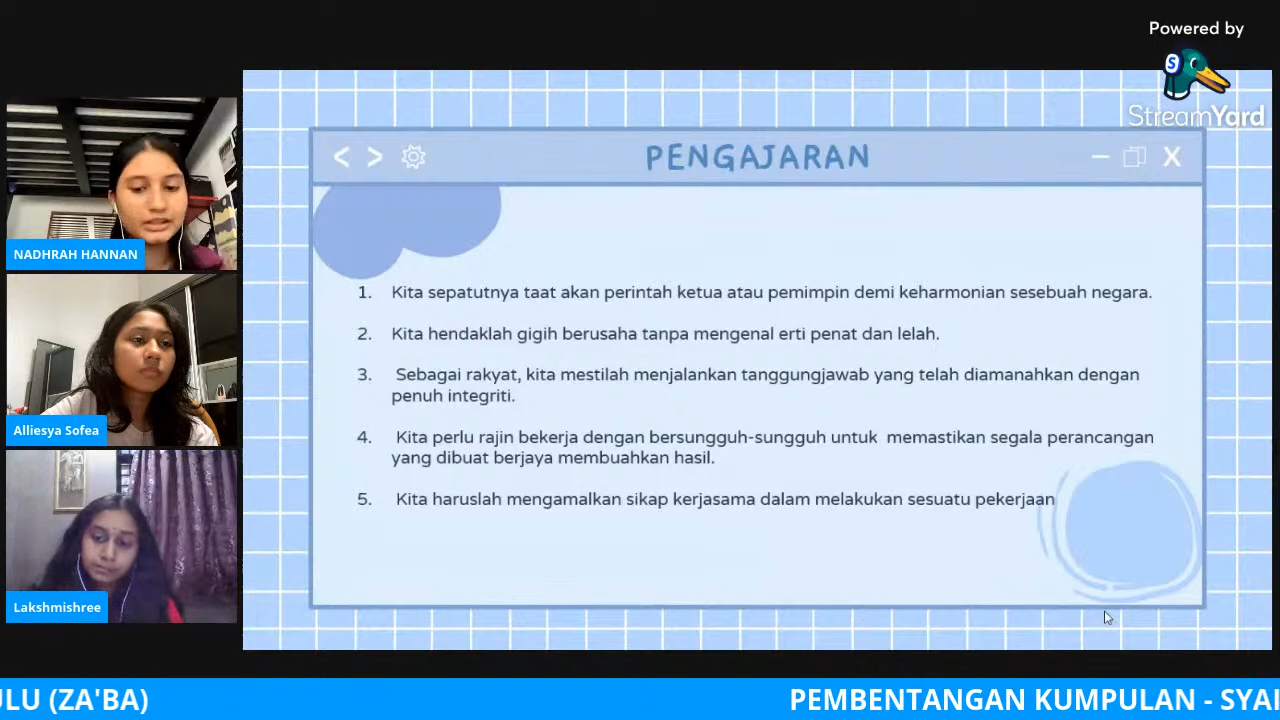 Powered by
StreamYard
PENGAJARAN
NADHRAH HANNAN
Alliesya Sofea
Lakshmishree
1. Kita sepatutnya taat akan perintah ketua atau pemimpin demi keharmonian sesebuah negara.
2. Kita hendaklah gigih berusaha tanpa mengenal erti penat dan lelah.
3. Sebagai rakyat, kita mestilah menjalankan tanggungjawab yang telah diamanahkan dengan
penuh integriti.
4. Kita perlu rajin bekerja dengan bersungguh-sungguh untuk memastikan segala perancangan
yang dibuat berjaya membuahkan hasil.
5. Kita haruslah mengamalkan sikap kerjasama dalam melakukan sesuatu pekerjaan
ULU (ZA'BA) PEMBENTANGAN KUMPULAN - SYAI